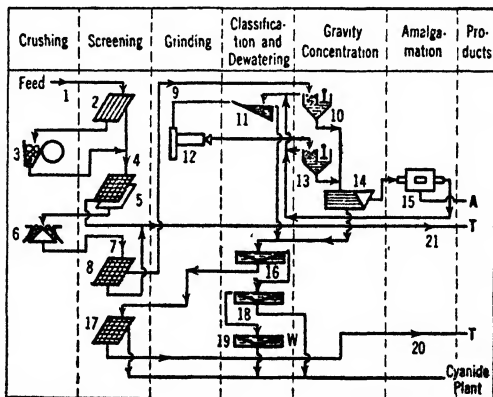 Crushing
Screening
Grinding
Classifica-
tion and
Dewatering
Gravity
Concentration
Amalga-
mation
Pro-
ducts
Feed
1
2
3
4
5
6
7
8
9
10
11
12
13
14
15
A
21
T
16
17
18
19
W
20
T
Cyanide
Plant